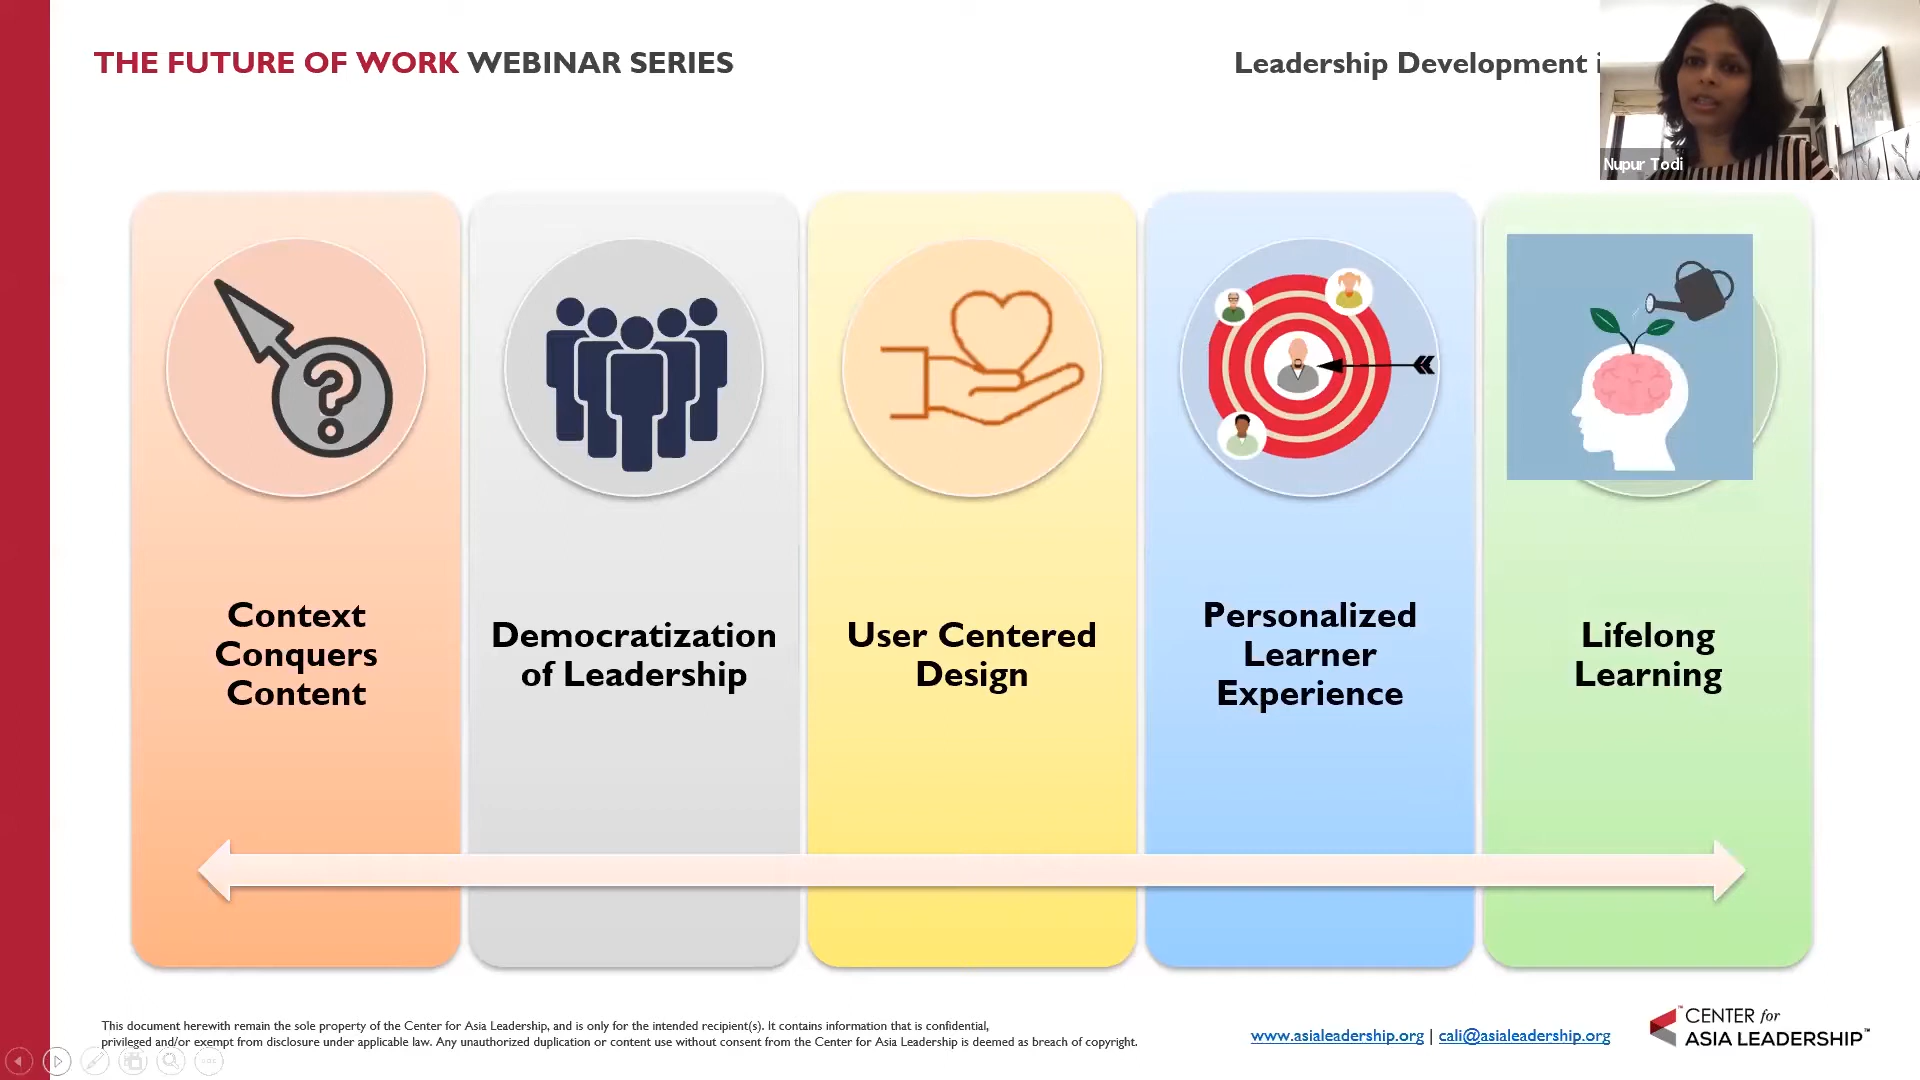 THE FUTURE OF WORK WEBINAR SERIES
Leadership Development
Nupur Todi
Context
Conquers
Content
Democratization
of Leadership
User Centered
Design
Personalized
Learner
Experience
Lifelong
Learning
This document herewith remain the sole property of the Center for Asia Leadership, and is only for the intended recipient(s). It contains information that is confidential,
privileged and/or exempt from disclosure under applicable law. Any unauthorized duplication or content use without consent from the Center for Asia Leadership is deemed as breach of copyright.
www.asialeadership.org | cali@asialeadership.org
™CENTER for
ASIA LEADERSHIP™